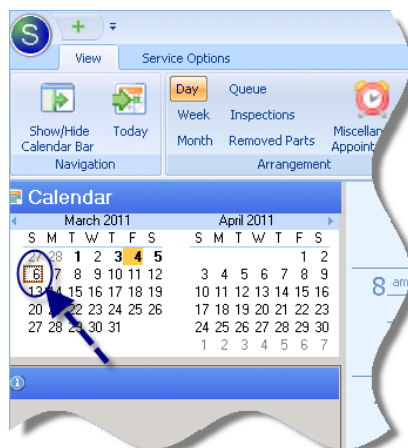 S
+
View Service Options
Show/Hide
Calendar Bar
Today
Navigation
Day Queue
Week Inspections
Month Removed Parts
Arrangement
Miscellan
Appoint
Calendar
March 2011
S M T W T F S
27 28 1 2 3 4 5
6 7 8 9 10 11 12
13 14 15 16 17 18 19
20 22 23 24 25 26
27 28 29 30 31
April 2011
S M T W T F S
1 2
3 4 5 6 7 8 9
10 11 12 13 14 15 16
17 18 19 20 21 22 23
24 25 26 27 28 29 30
1 2 3 4 5 6 7
8 am